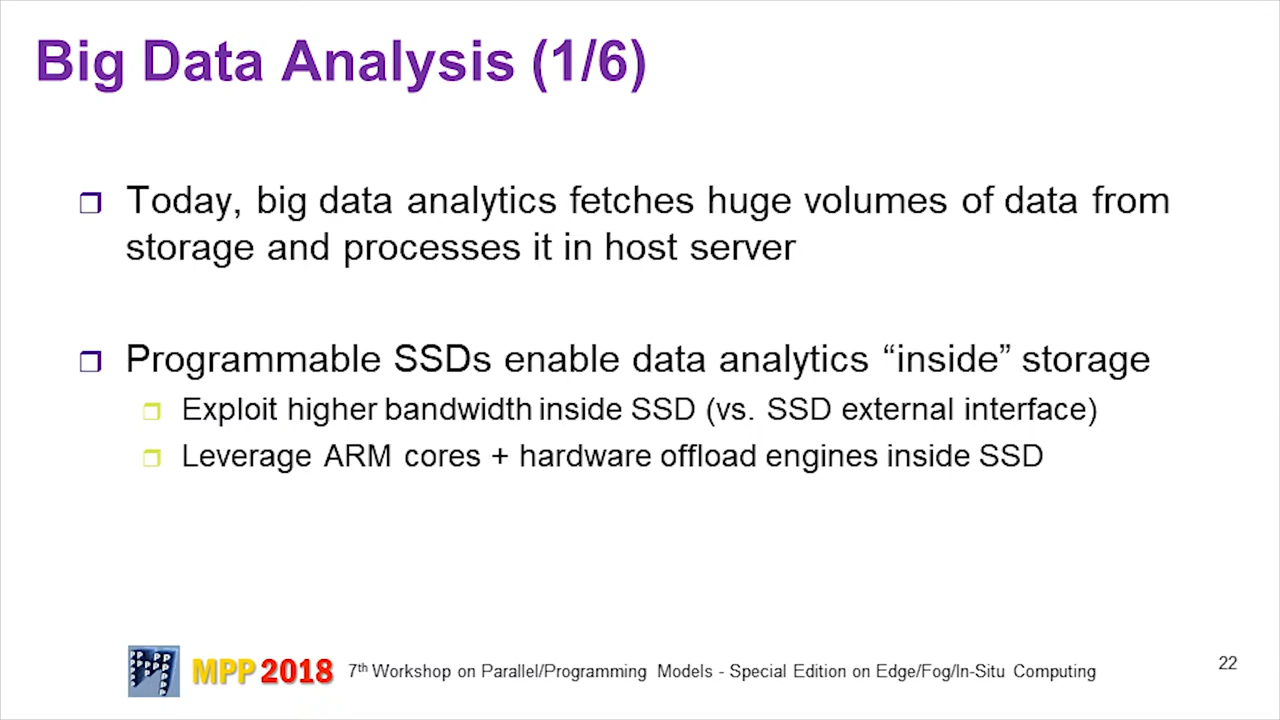 Big Data Analysis (1/6)
Today, big data analytics fetches huge volumes of data from
storage and processes it in host server
Programmable SSDs enable data analytics “inside” storage
Exploit higher bandwidth inside SSD (vs. SSD external interface)
Leverage ARM cores + hardware offload engines inside SSD
MPP 2018 7th Workshop on Parallel/Programming Models - Special Edition on Edge/Fog/In-Situ Computing
22